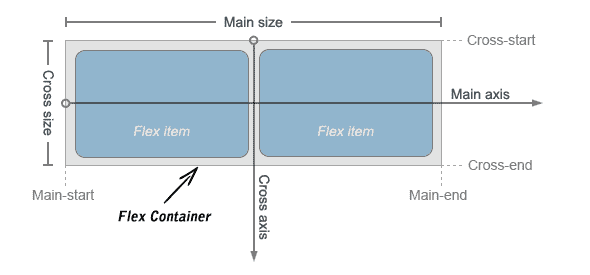 Main size
Cross-start
Cross size
Main axis
Flex item
Flex item
Cross-end
Main-start
Cross axis
Main-end
Flex Container